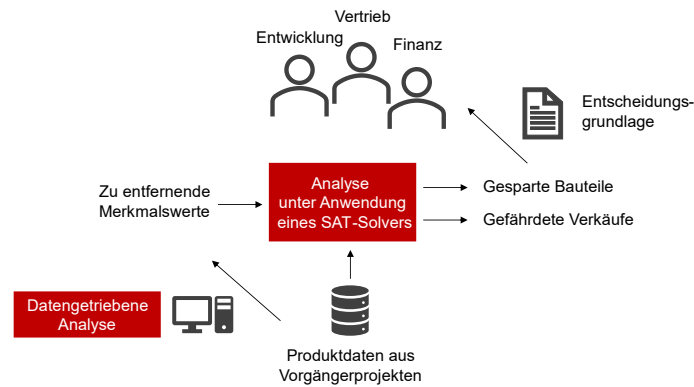 Vertrieb
Entwicklung
Finanz
Entscheidungs-
grundlage
Zu entfernende
Merkmalswerte
Analyse
unter Anwendung
eines SAT-Solvers
Gesparte Bauteile
Gefährdete Verkäufe
Datengetriebene
Analyse
Produktdaten aus
Vorgängerprojekten